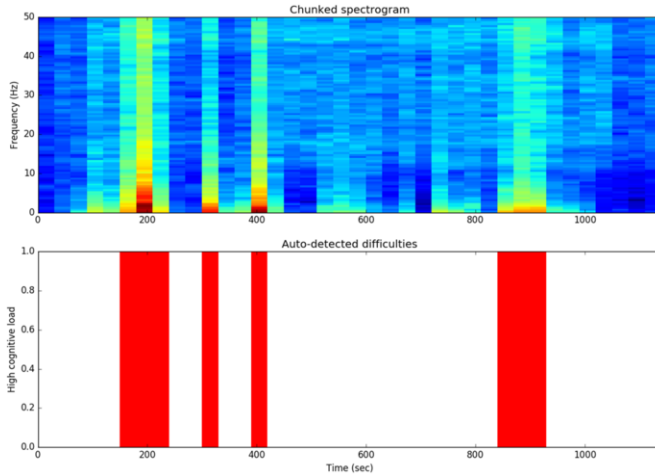 Chunked spectrogram
50
40
30
20
10
0
Frequency (Hz)
0 200 400 600 800 1000
Auto-detected difficulties
1.0
0.8
0.6
0.4
0.2
0.0
High cognitive load
0 200 400 600 800 1000
Time (sec)